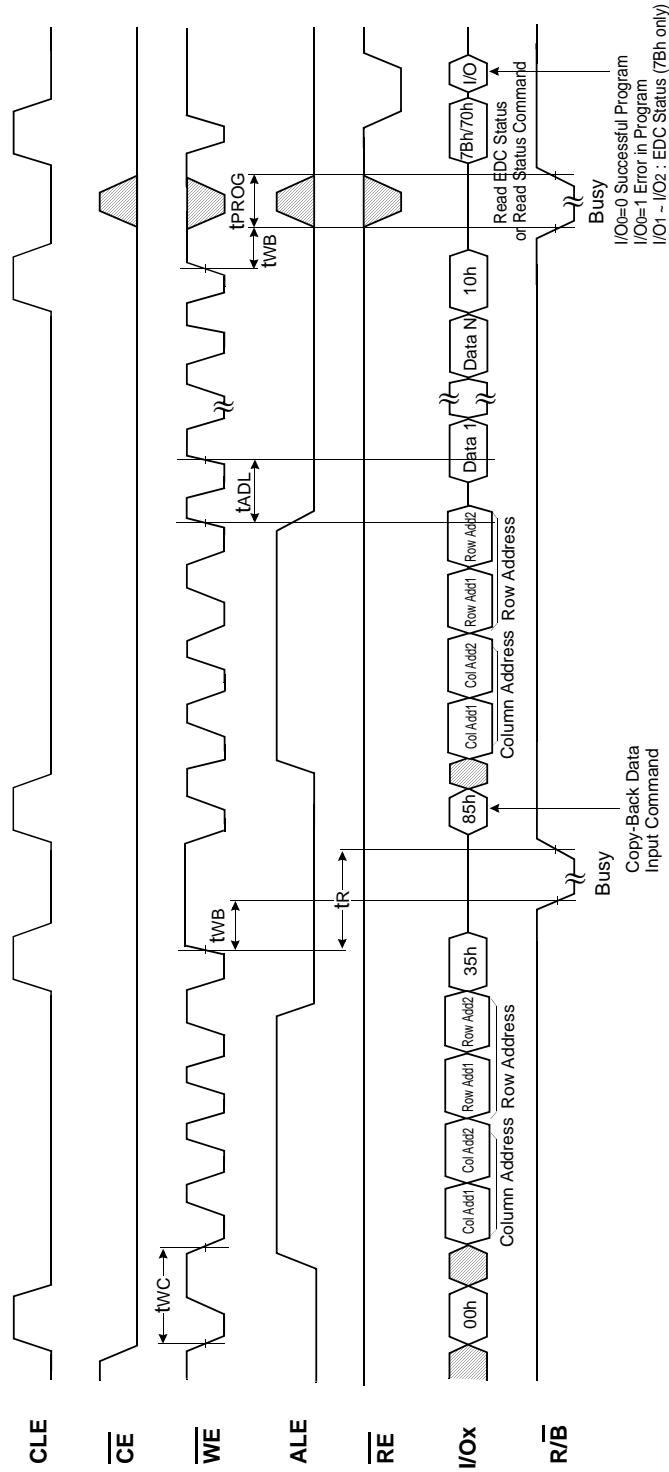 CLE
CE
WE
tWC
tWB
tADL
tWB
tPROG
ALE
tR
RE
Read EDC Status
or Read Status Command
I/Ox
00h
Col Add1
Col Add2
Row Add1
Row Add2
35h
85h
Col Add1
Col Add2
Row Add1
Row Add2
Data 1
Data N
10h
7Bh/70h
I/O
Column Address
Row Address
Column Address
Row Address
R/B
Busy
Busy
Copy-Back Data
Input Command
I/O0=0 Successful Program
I/O0=1 Error in Program
I/O1 ~ I/O2 : EDC Status (7Bh only)